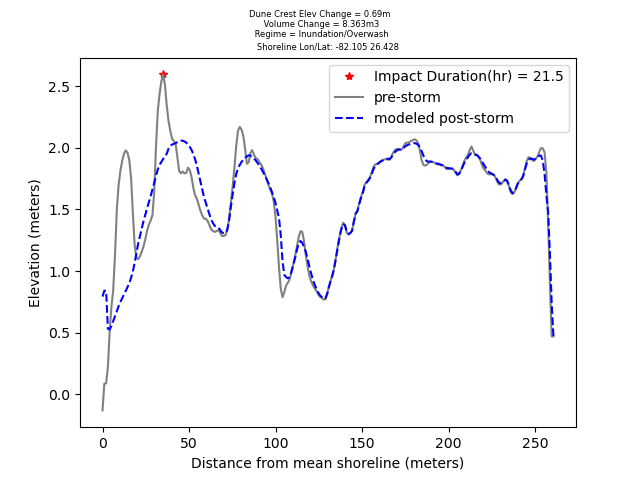 Dune Crest Elev Change = 0.69m
Volume Change = 8.363m3
Regime = Inundation/Overwash
Shoreline Lon/Lat: -82.105 26.428
Impact Duration(hr) = 21.5
pre-storm
modeled post-storm
Elevation (meters)
2.5
2.0
1.5
1.0
0.5
0.0
0 50 100 150 200 250
Distance from mean shoreline (meters)